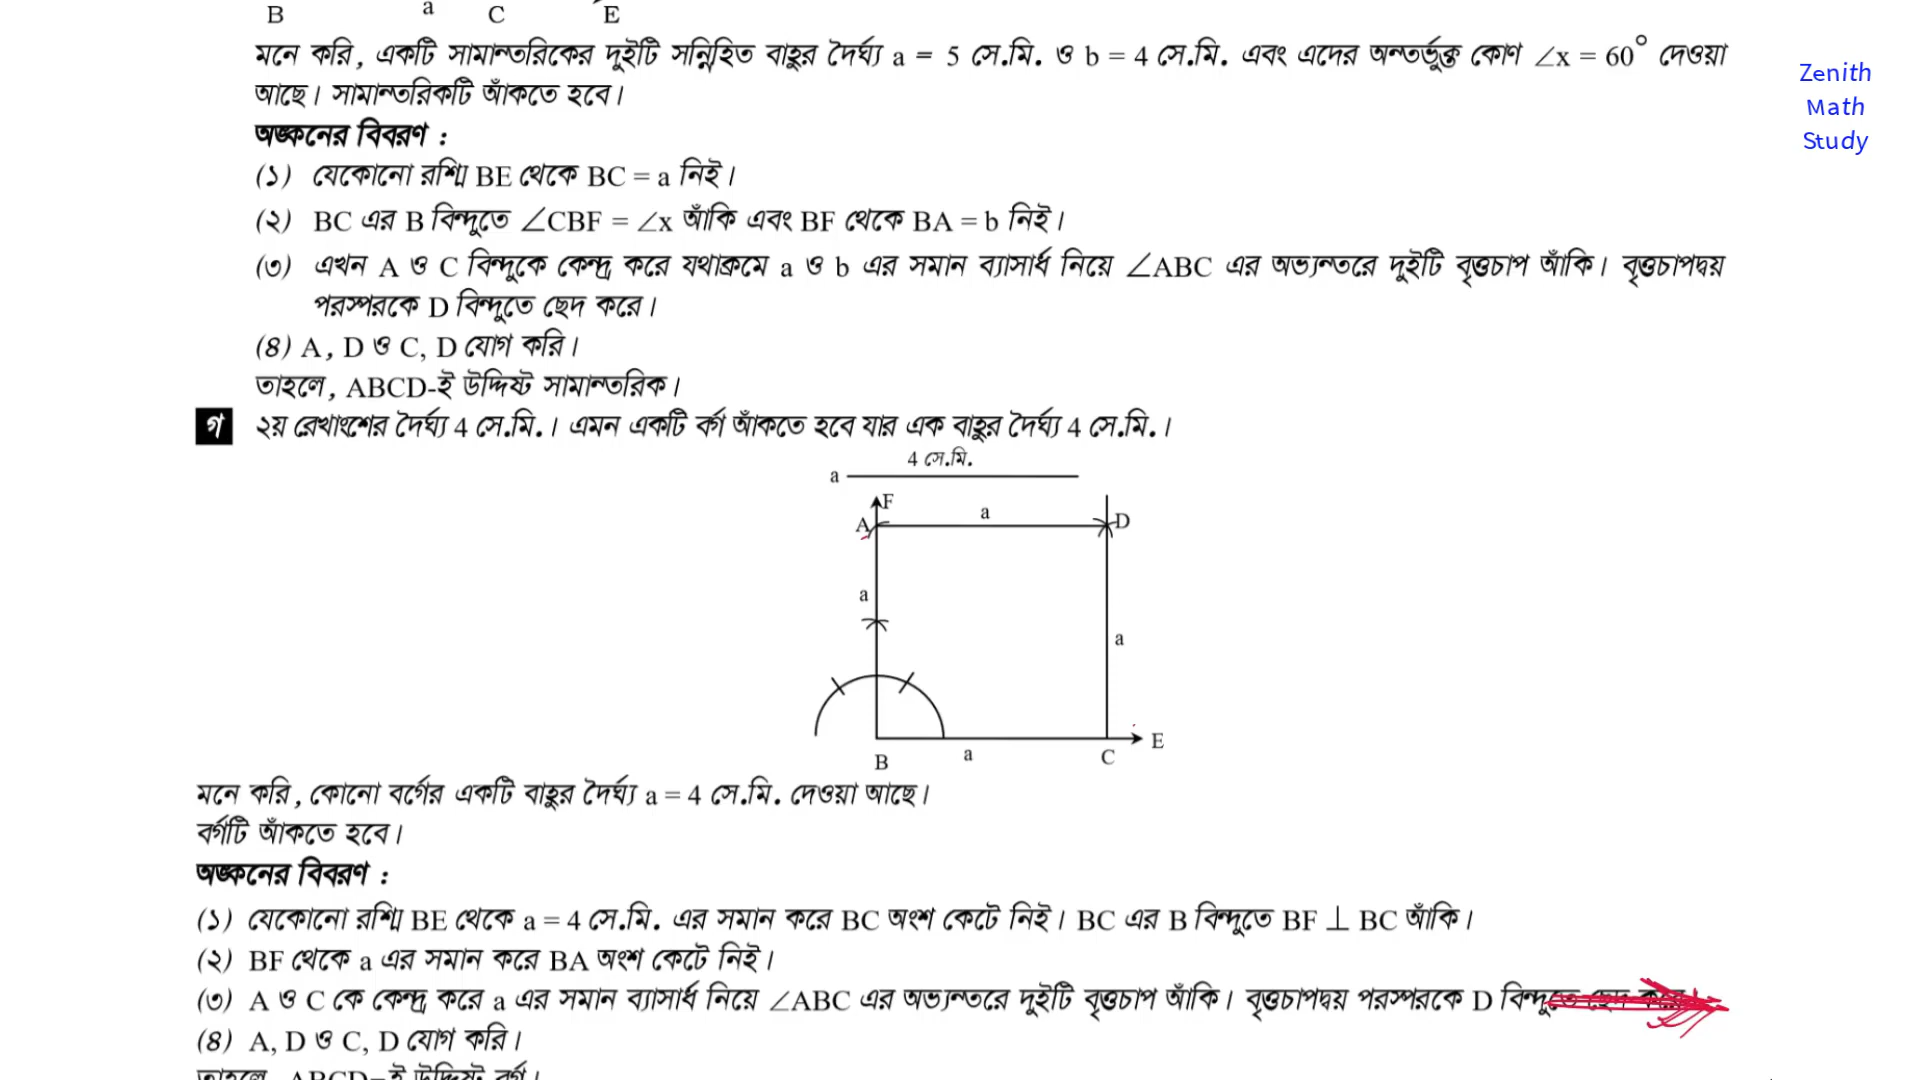 B a C E
মনে করি, একটি সামান্তরিকের দুইটি সন্নিহিত বাহুর দৈর্ঘ্য a = 5 সে.মি. ও b = 4 সে.মি. এবং এদের অন্তর্ভুক্ত কোণ ∠x = 60° দেওয়া
আছে। সামান্তরিকটি আঁকতে হবে।
অঙ্কনের বিবরণ :
(১) যেকোনো রশ্মি BE থেকে BC = a নিই।
(২) BC এর B বিন্দুতে ∠CBF = ∠x আঁকি এবং BF থেকে BA = b নিই।
(৩) এখন A ও C বিন্দুকে কেন্দ্র করে যথাক্রমে a ও b এর সমান ব্যাসার্ধ নিয়ে ∠ABC এর অভ্যন্তরে দুইটি বৃত্তচাপ আঁকি। বৃত্তচাপদ্বয়
পরস্পরকে D বিন্দুতে ছেদ করে।
(৪) A, D ও C, D যোগ করি।
তাহলে, ABCD-ই উদ্দিষ্ট সামান্তরিক।
গ ২য় রেখাংশের দৈর্ঘ্য 4 সে.মি.। এমন একটি বর্গ আঁকতে হবে যার এক বাহুর দৈর্ঘ্য 4 সে.মি.।
4 সে.মি.
a
F
A a D
a
a
B a C E
মনে করি, কোনো বর্গের একটি বাহুর দৈর্ঘ্য a = 4 সে.মি. দেওয়া আছে।
বর্গটি আঁকতে হবে।
অঙ্কনের বিবরণ :
(১) যেকোনো রশ্মি BE থেকে a = 4 সে.মি. এর সমান করে BC অংশ কেটে নিই। BC এর B বিন্দুতে BF ⊥ BC আঁকি।
(২) BF থেকে a এর সমান করে BA অংশ কেটে নিই।
(৩) A ও C কে কেন্দ্র করে a এর সমান ব্যাসার্ধ নিয়ে ∠ABC এর অভ্যন্তরে দুইটি বৃত্তচাপ আঁকি। বৃত্তচাপদ্বয় পরস্পরকে D বিন্দুতে ছেদ করে।
(৪) A, D ও C, D যোগ করি।
তাহলে, ABCD-ই উদ্দিষ্ট বর্গ।
Zenith
Math
Study